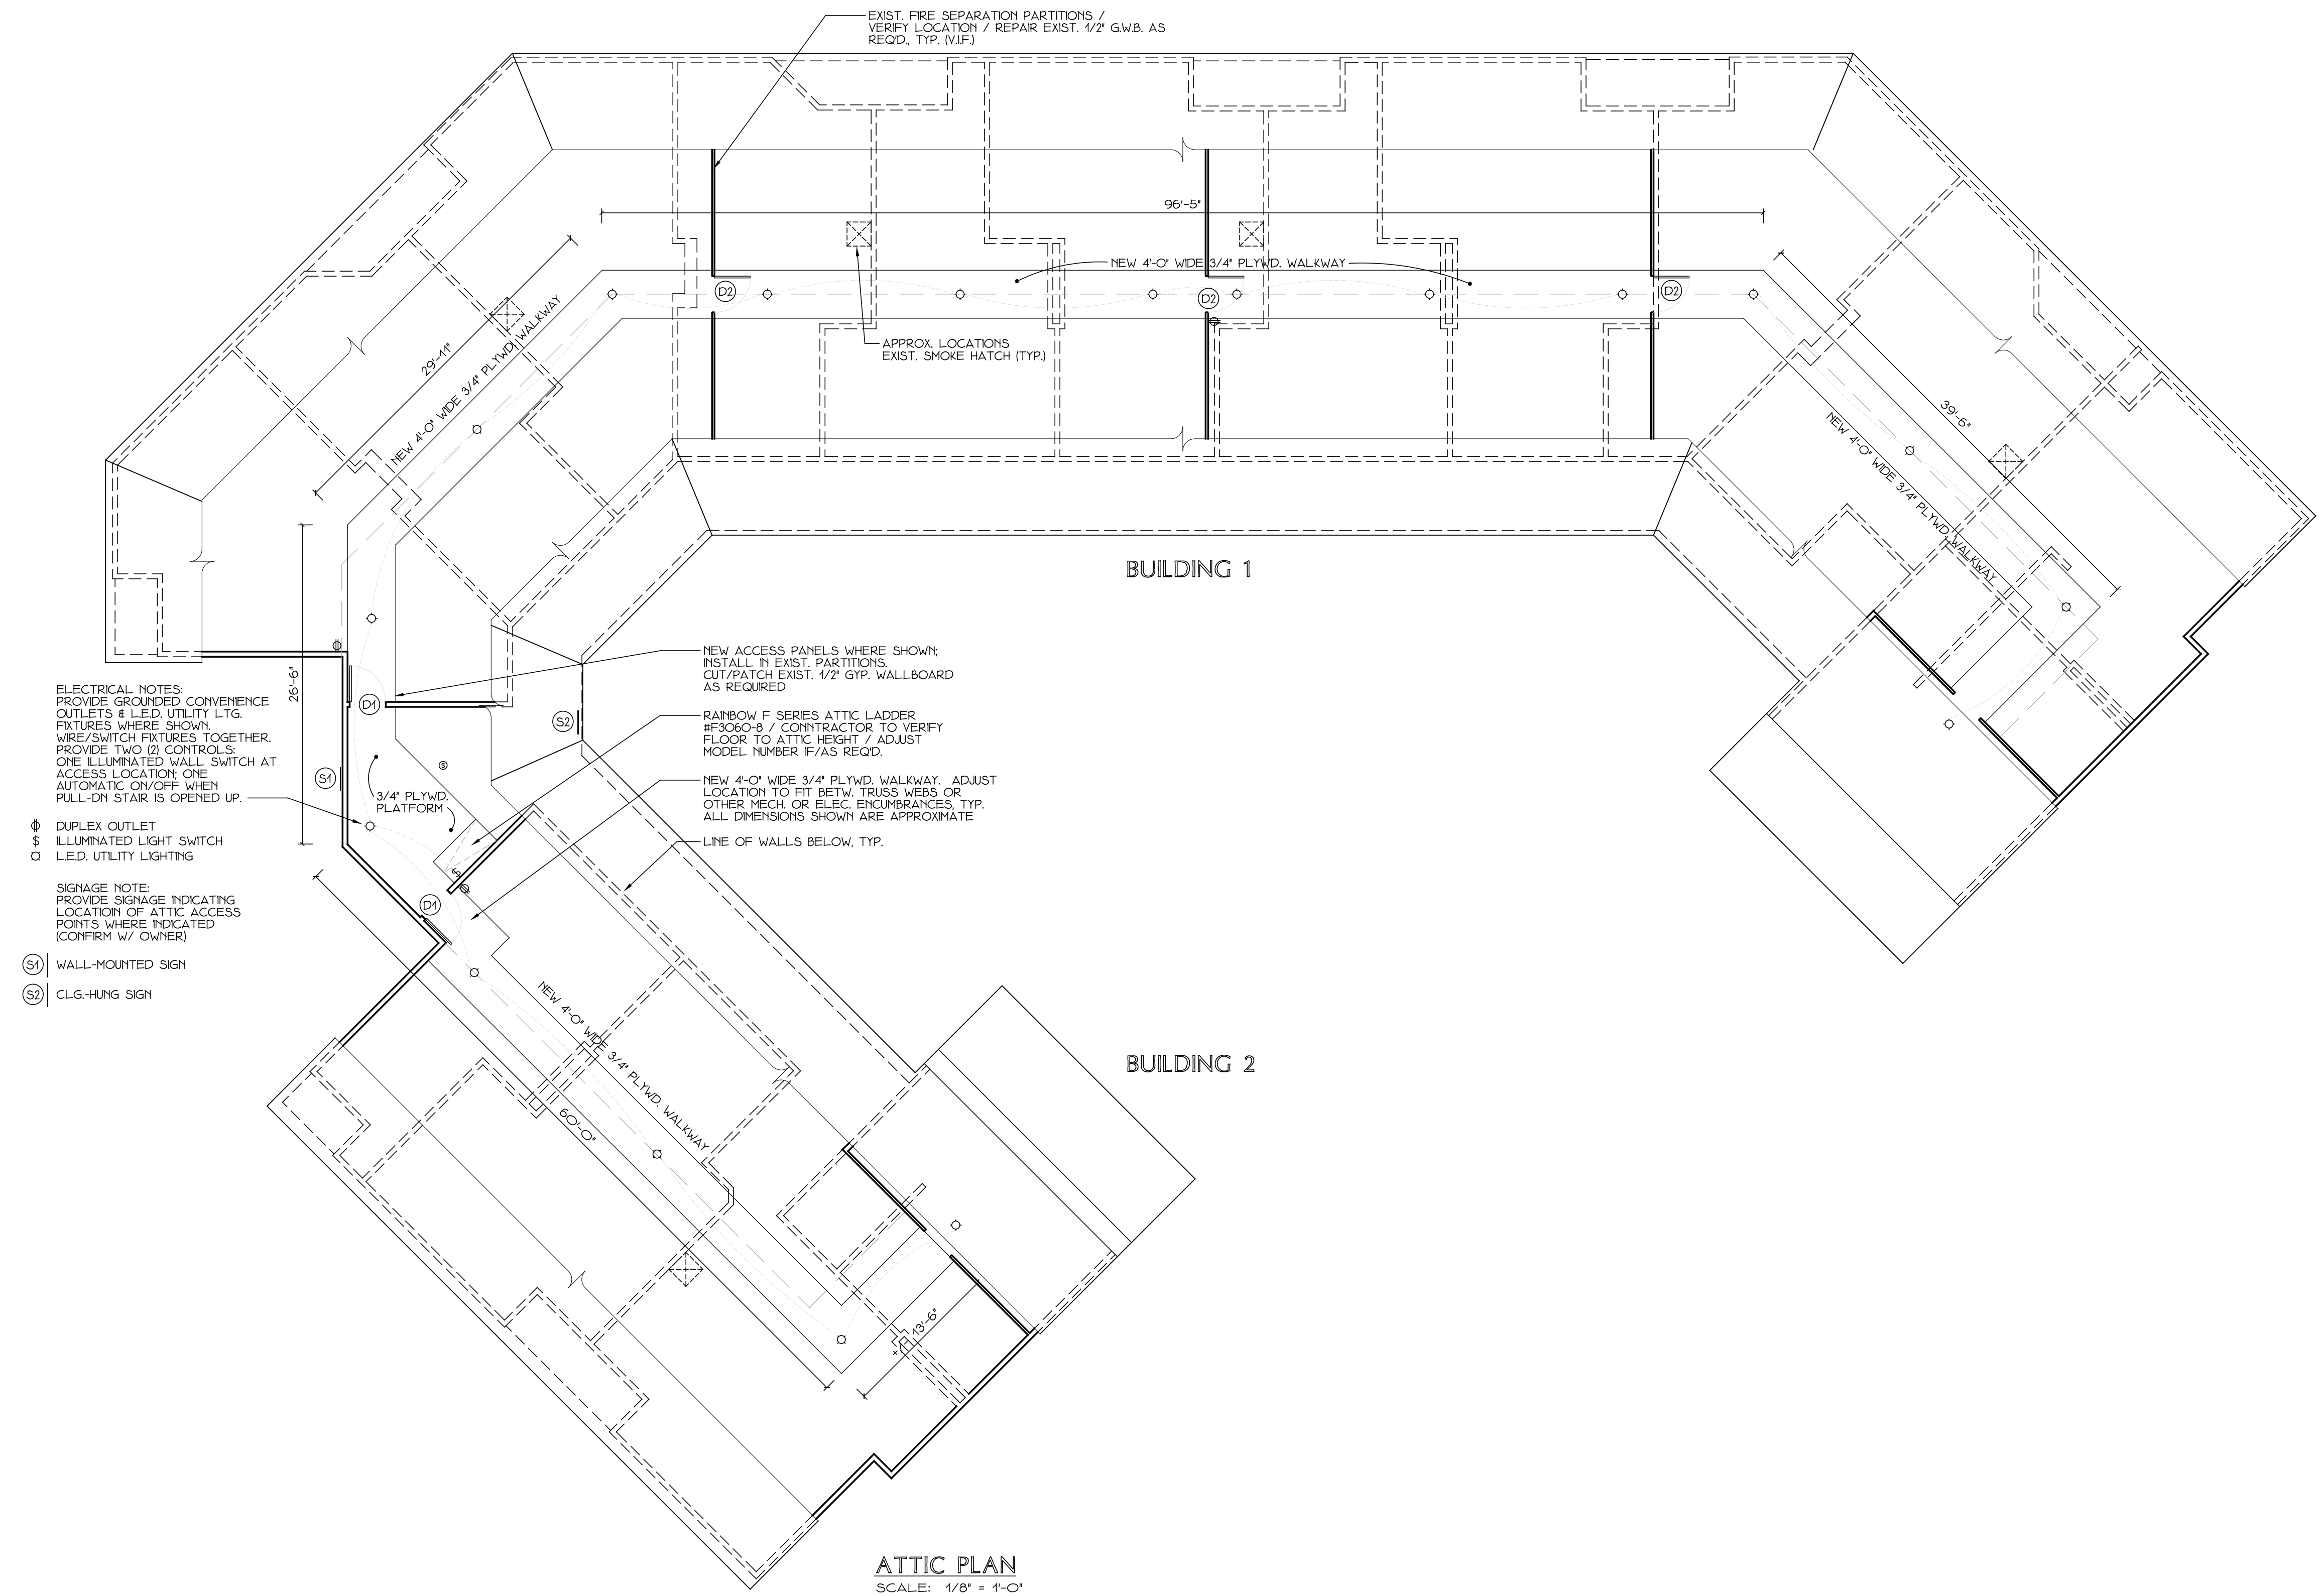 EXIST. FIRE SEPARATION PARTITIONS /
VERIFY LOCATION / REPAIR EXIST. 1/2" G.W.B. AS
REQ'D., TYP. (V.I.F.)
96'-5"
NEW 4'-0" WIDE 3/4" PLYWD. WALKWAY
D2
D2
D2
29'-11"
NEW 4'-0" WIDE 3/4" PLYWD. WALKWAY
APPROX. LOCATIONS
EXIST. SMOKE HATCH (TYP.)
39'-6"
NEW 4'-0" WIDE 3/4" PLYWD. WALKWAY
BUILDING 1
NEW ACCESS PANELS WHERE SHOWN;
INSTALL IN EXIST. PARTITIONS.
CUT/PATCH EXIST. 1/2" GYP. WALLBOARD
AS REQUIRED
26'-6"
D1
S2
RAINBOW F SERIES ATTIC LADDER
#F3060-8 / CONNTRACTOR TO VERIFY
FLOOR TO ATTIC HEIGHT / ADJUST
MODEL NUMBER IF/AS REQ'D.
ELECTRICAL NOTES:
PROVIDE GROUNDED CONVENIENCE
OUTLETS & L.E.D. UTILITY LTG.
FIXTURES WHERE SHOWN.
WIRE/SWITCH FIXTURES TOGETHER.
PROVIDE TWO (2) CONTROLS:
ONE ILLUMINATED WALL SWITCH AT
ACCESS LOCATION; ONE
AUTOMATIC ON/OFF WHEN
PULL-DN STAIR IS OPENED UP.
S1
$
3/4" PLYWD.
PLATFORM
NEW 4'-0" WIDE 3/4" PLYWD. WALKWAY. ADJUST
LOCATION TO FIT BETW. TRUSS WEBS OR
OTHER MECH. OR ELEC. ENCUMBRANCES, TYP.
ALL DIMENSIONS SHOWN ARE APPROXIMATE
LINE OF WALLS BELOW, TYP.
DUPLEX OUTLET
$ ILLUMINATED LIGHT SWITCH
L.E.D. UTILITY LIGHTING
$
D1
SIGNAGE NOTE:
PROVIDE SIGNAGE INDICATING
LOCATIOIN OF ATTIC ACCESS
POINTS WHERE INDICATED
(CONFIRM W/ OWNER)
S1 WALL-MOUNTED SIGN
S2 CLG.-HUNG SIGN
NEW 4'-0" WIDE 3/4" PLYWD. WALKWAY
60'-0"
BUILDING 2
13'-6"
ATTIC PLAN
SCALE: 1/8" = 1'-0"